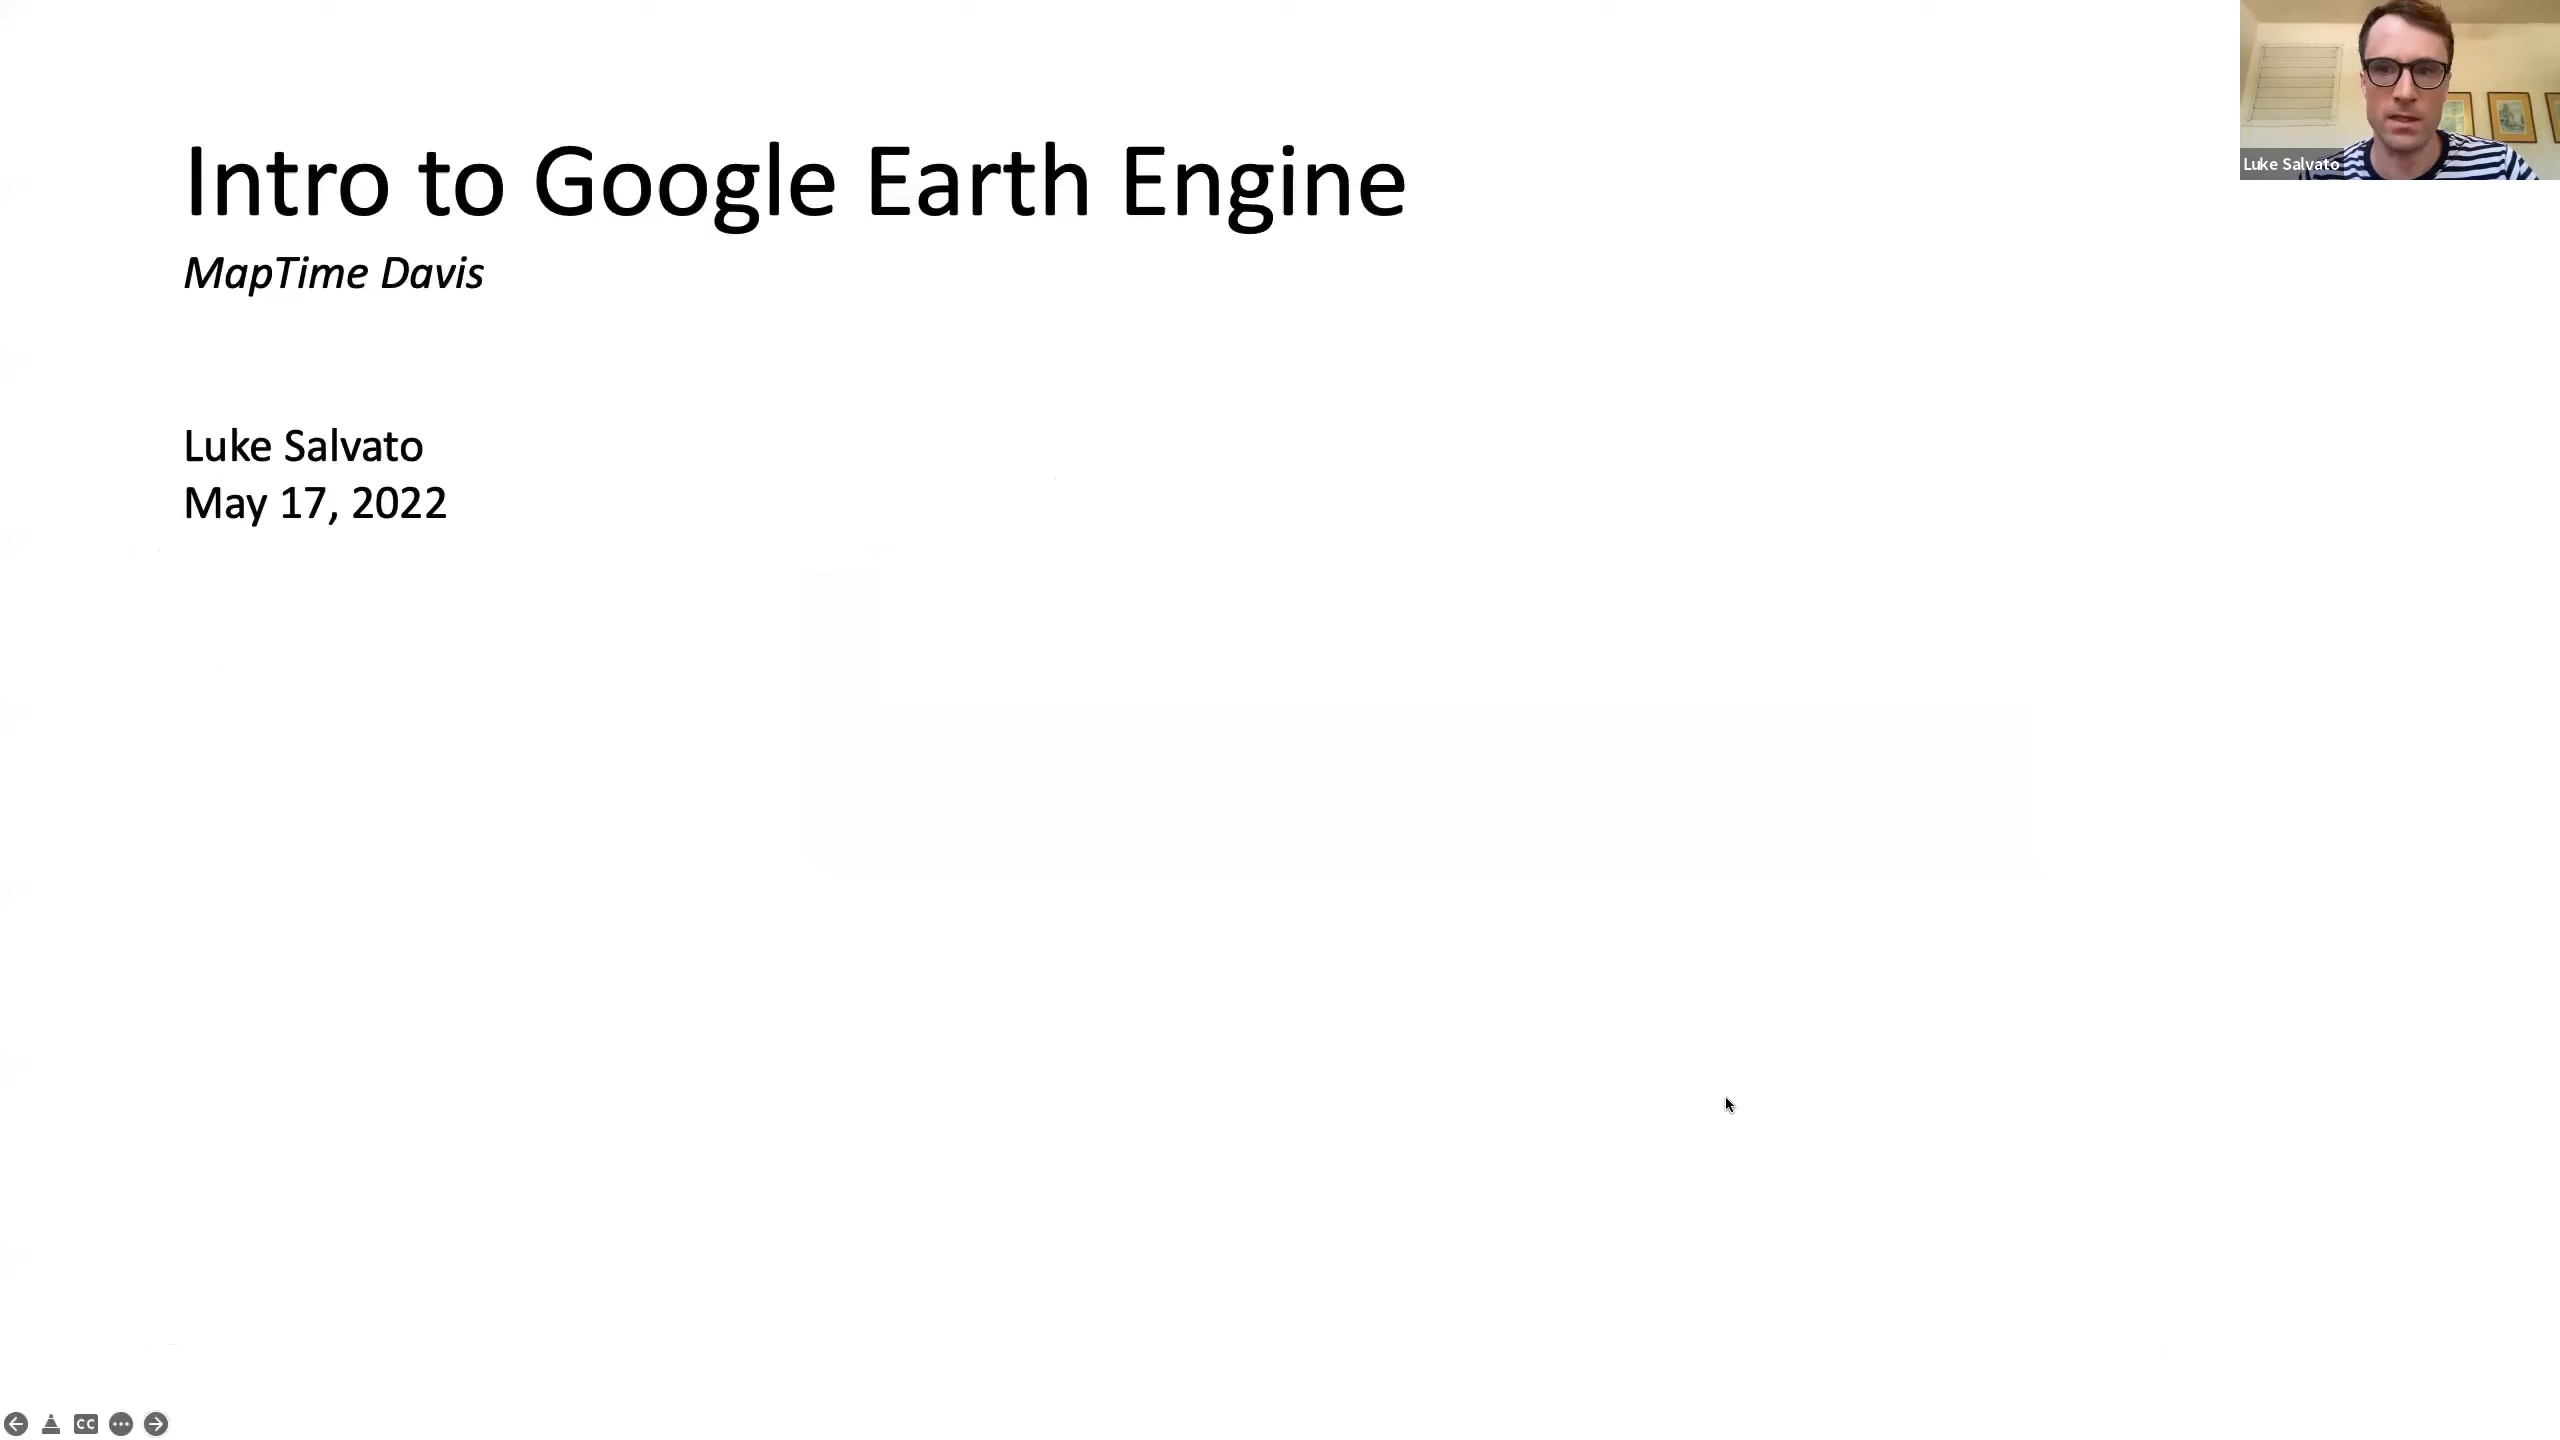 Intro to Google Earth Engine
MapTime Davis
Luke Salvato
May 17, 2022
Luke Salvato
CC